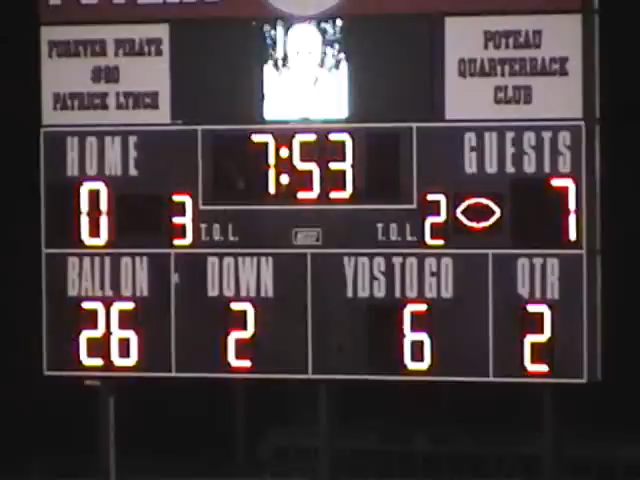 FOREVER PIRATE
#80
PATRICK LYNCH
POTEAU
QUARTERBACK
CLUB
HOME
7:53
GUESTS
0
3
T.O.L.
T.O.L.
2
7
BALL ON
DOWN
YDS TO GO
QTR
26
2
6
2